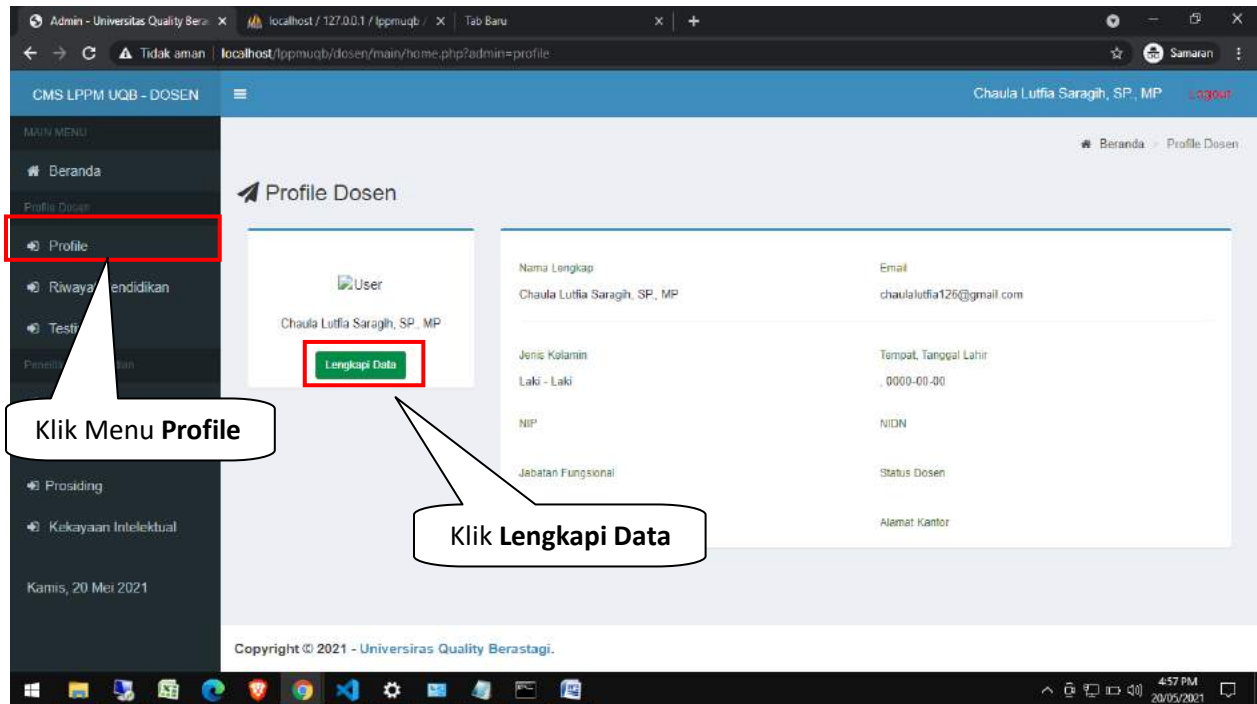 Admin - Universitas Quality Bera
localhost / 127.0.0.1 / lppmuqb /
Tab Baru
Tidak aman
localhost/lppmuqb/dosen/main/home.php?admin=profile
Samaran
CMS LPPM UQB - DOSEN
Chaula Lutfia Saragih, SP., MP
Logout
MAIN MENU
Beranda
Profile Dosen
Beranda
Profile Dosen
Profile Dosen
Profile
Riwaya
endidikan
Testi
User
Chaula Lutfia Saragih, SP., MP
Lengkapi Data
Nama Lengkap
Email
Chaula Lutfia Saragih, SP., MP
chaulalutfia126@gmail.com
Jenis Kelamin
Tempat, Tanggal Lahir
Laki - Laki
, 0000-00-00
NIP
NIDN
Jabatan Fungsional
Status Dosen
Alamat Kantor
Klik Menu Profile
Klik Lengkapi Data
Prosiding
Kekayaan Intelektual
Kamis, 20 Mei 2021
Copyright © 2021 - Universiras Quality Berastagi.
4:57 PM
20/05/2021